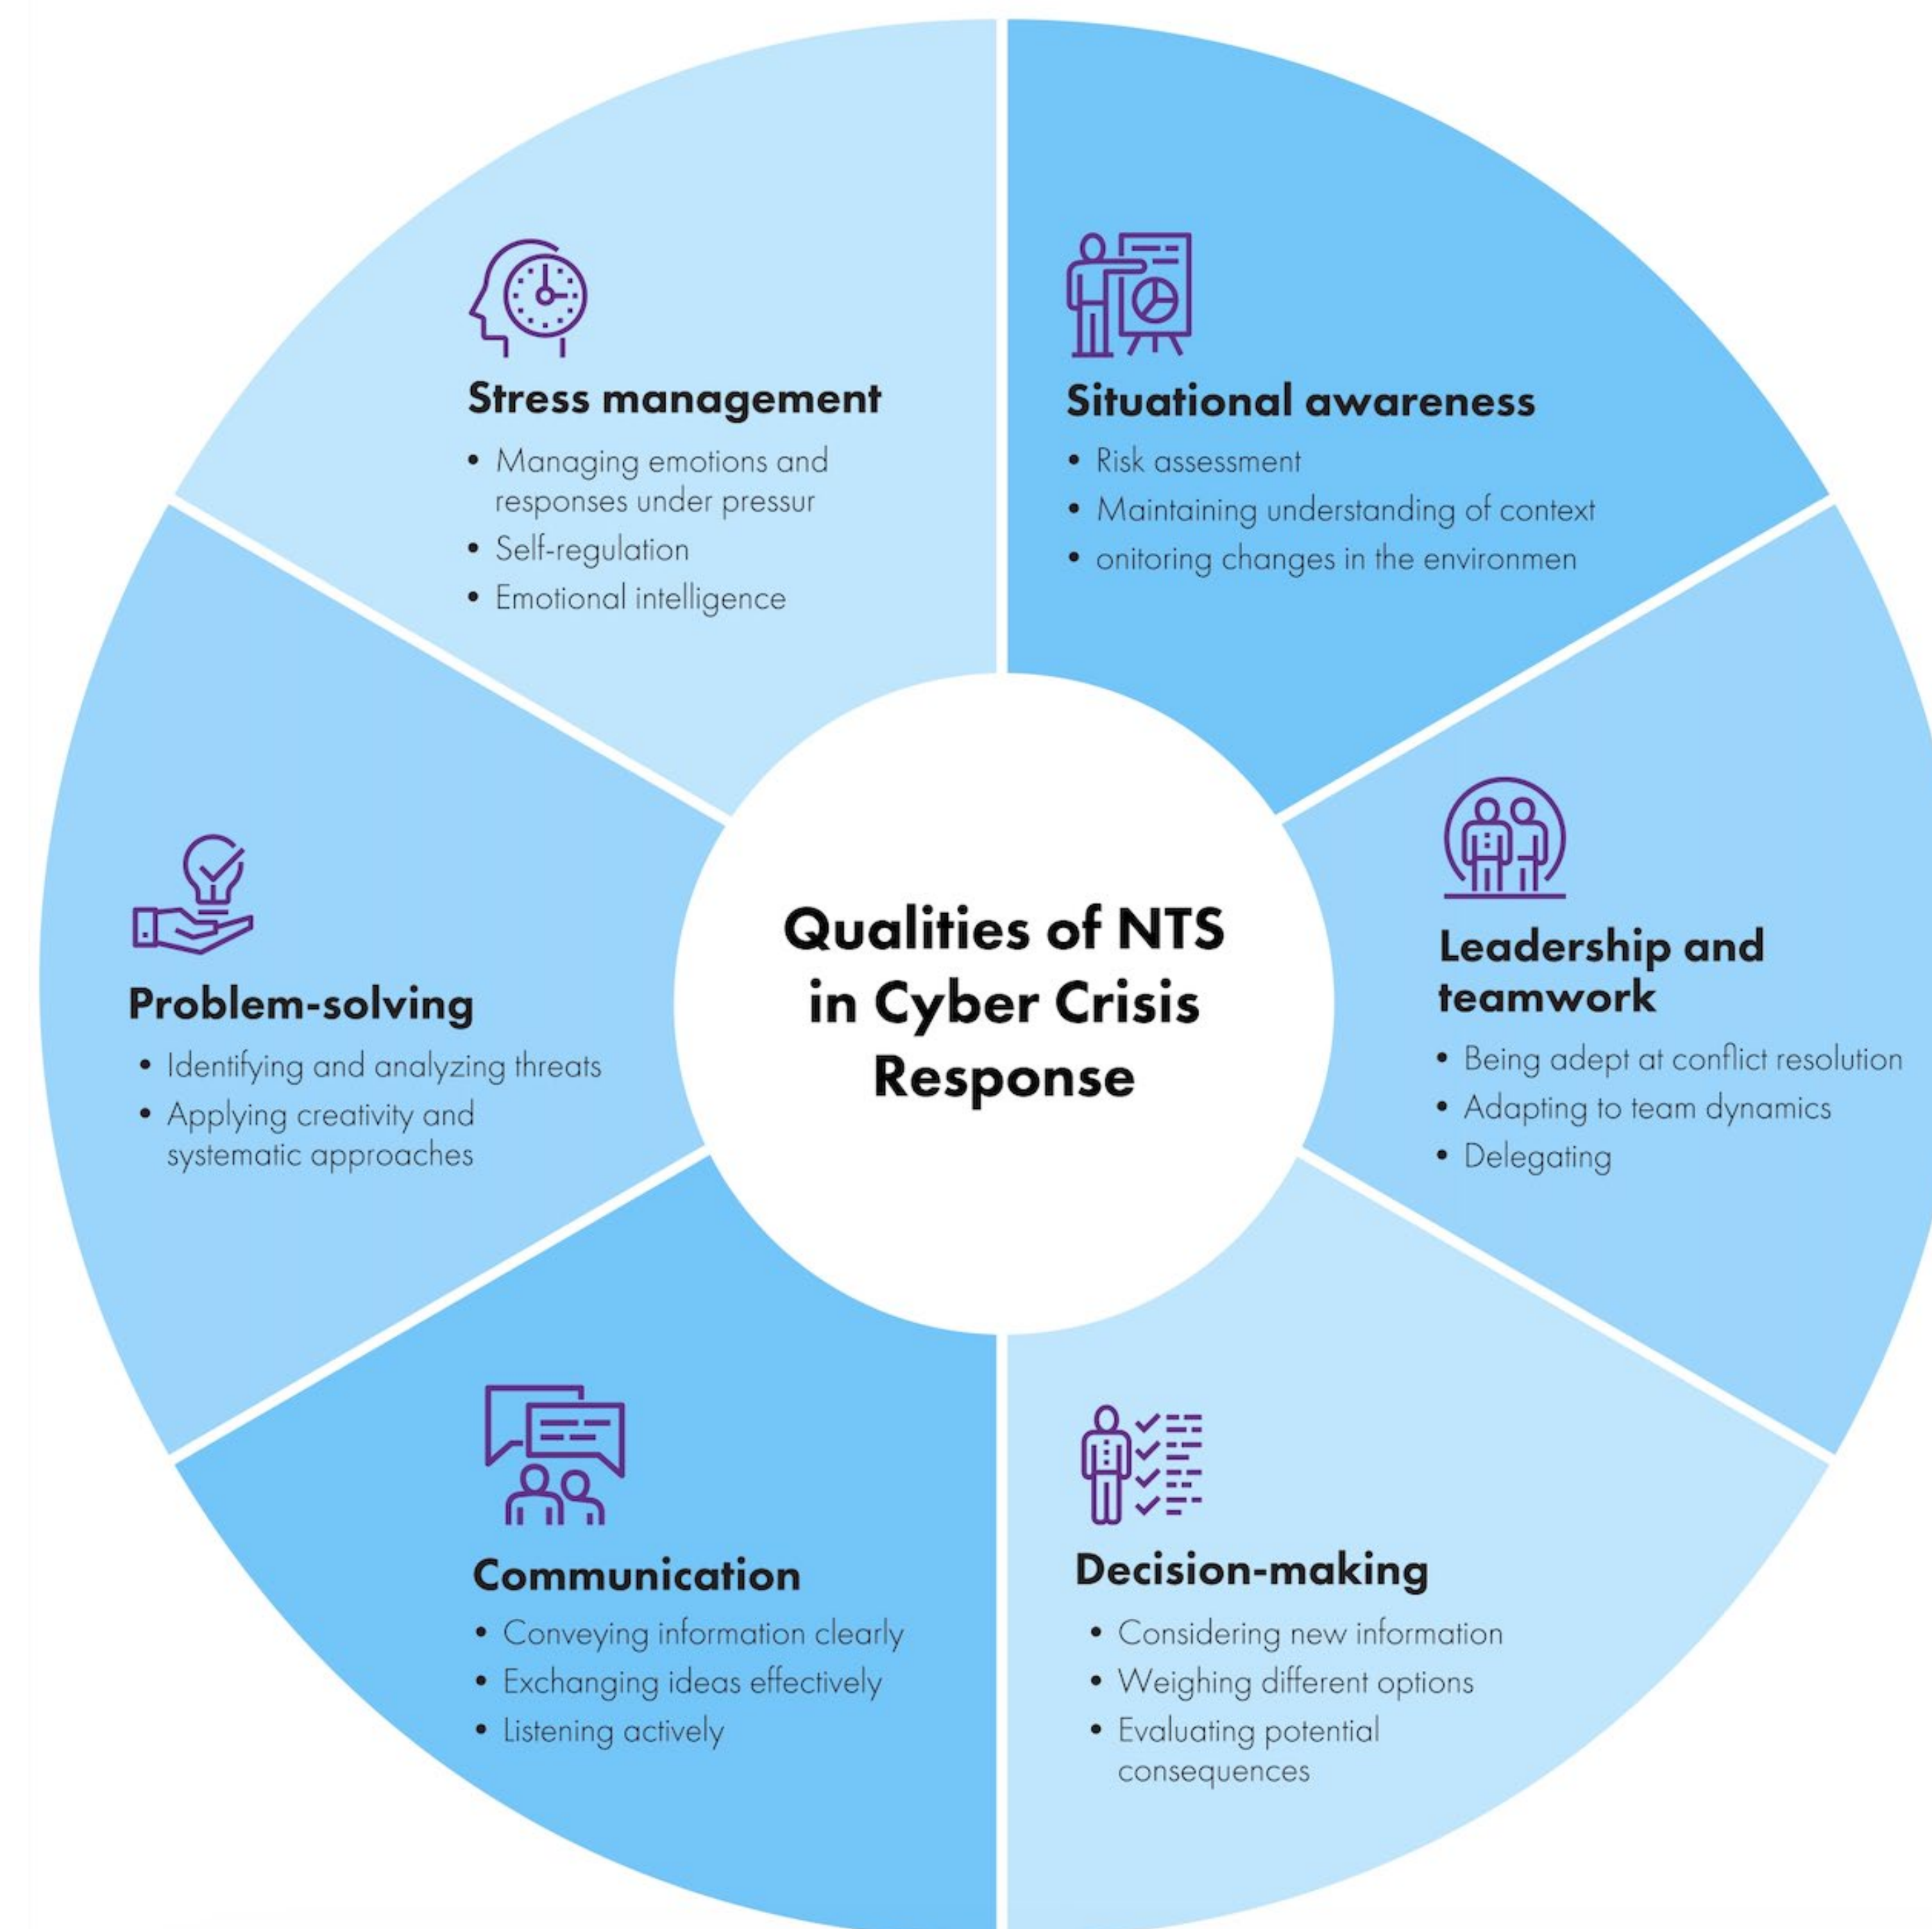 Qualities of NTS
in Cyber Crisis
Response
Situational awareness
• Risk assessment
• Maintaining understanding of context
• onitoring changes in the environmen
Leadership and
teamwork
• Being adept at conflict resolution
• Adapting to team dynamics
• Delegating
Decision-making
• Considering new information
• Weighing different options
• Evaluating potential
consequences
Communication
• Conveying information clearly
• Exchanging ideas effectively
• Listening actively
Problem-solving
• Identifying and analyzing threats
• Applying creativity and
systematic approaches
Stress management
• Managing emotions and
responses under pressur
• Self-regulation
• Emotional intelligence